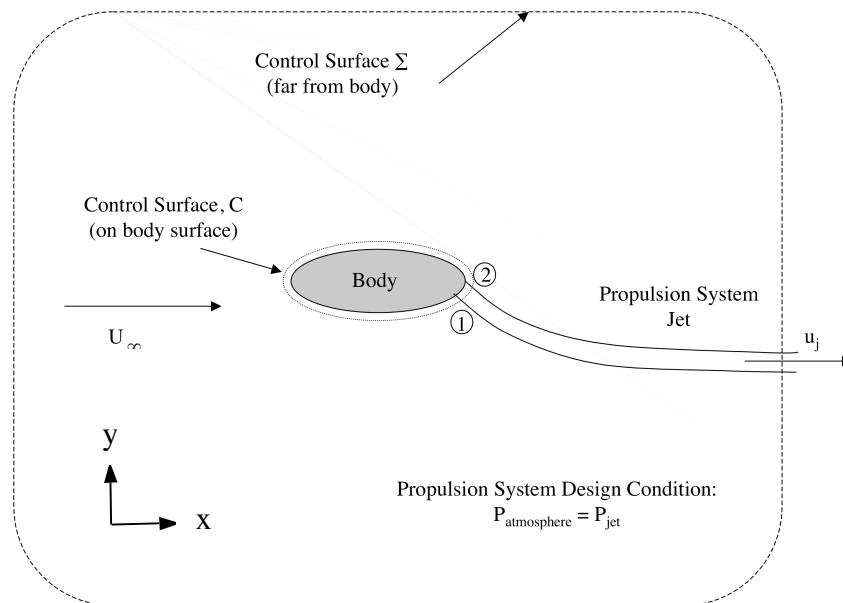 Control Surface Σ
(far from body)
Control Surface, C
(on body surface)
Body
2
1
Propulsion System
Jet
U∞
uj
y
x
Propulsion System Design Condition:
Patmosphere = Pjet